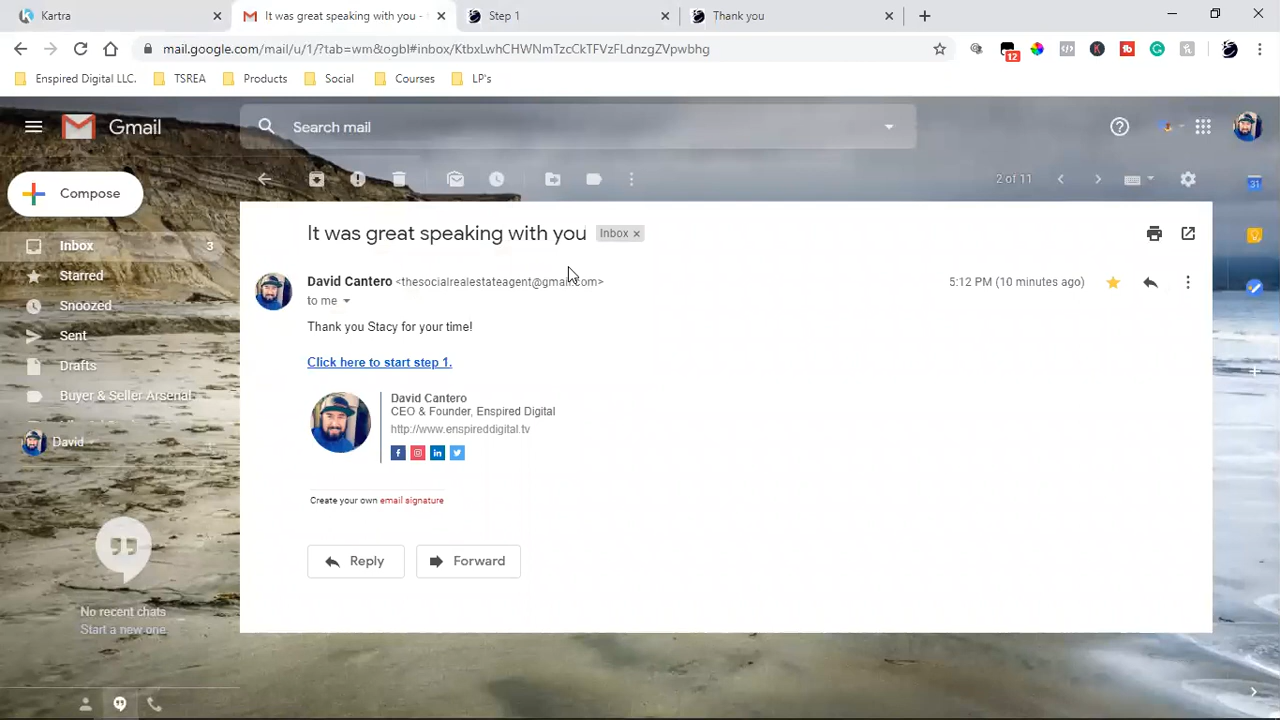 Kartra
It was great speaking with you -
Step 1
Thank you
mail.google.com/mail/u/1/?tab=wm&ogbl#inbox/KtbxLwhCHWNmTzcCkTFVzFLdnzgZVpwbhg
12
Enspired Digital LLC.
TSREA
Products
Social
Courses
LP's
Gmail
Search mail
Compose
2 of 11
Inbox
3
Starred
Snoozed
Sent
Drafts
Buyer & Seller Arsenal
David
No recent chats
Start a new one
It was great speaking with you
Inbox ×
David Cantero <thesocialrealestateagent@gmail.com>
5:12 PM (10 minutes ago)
to me
Thank you Stacy for your time!
Click here to start step 1.
David Cantero
CEO & Founder, Enspired Digital
http://www.enspireddigital.tv
Create your own email signature
Reply
Forward